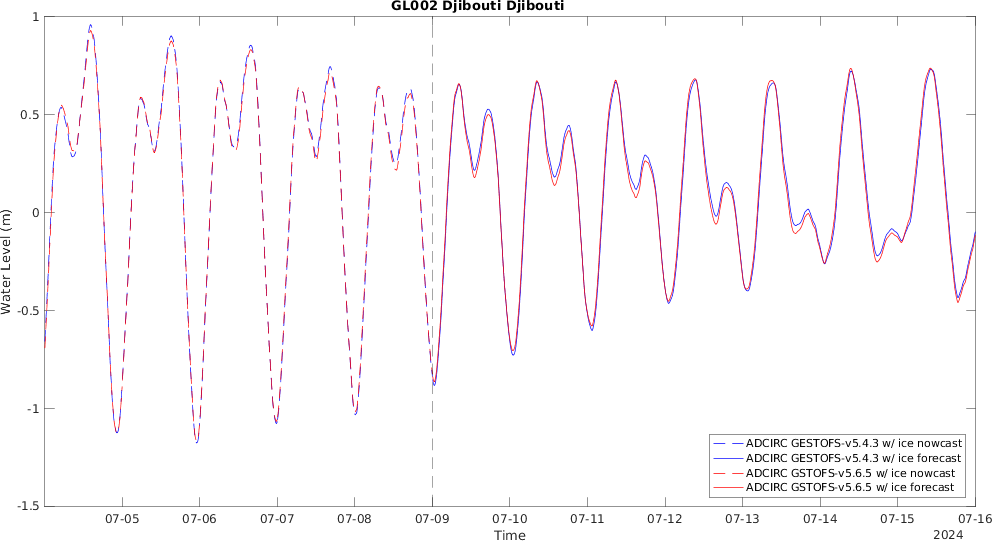 GL002 Djibouti Djibouti
1
0.5
0
-0.5
-1
-1.5
Water Level (m)
07-05 07-06 07-07 07-08 07-09 07-10 07-11 07-12 07-13 07-14 07-15 07-16
Time
2024
ADCIRC GESTOFS-v5.4.3 w/ ice nowcast
ADCIRC GESTOFS-v5.4.3 w/ ice forecast
ADCIRC GSTOFS-v5.6.5 w/ ice nowcast
ADCIRC GSTOFS-v5.6.5 w/ ice forecast